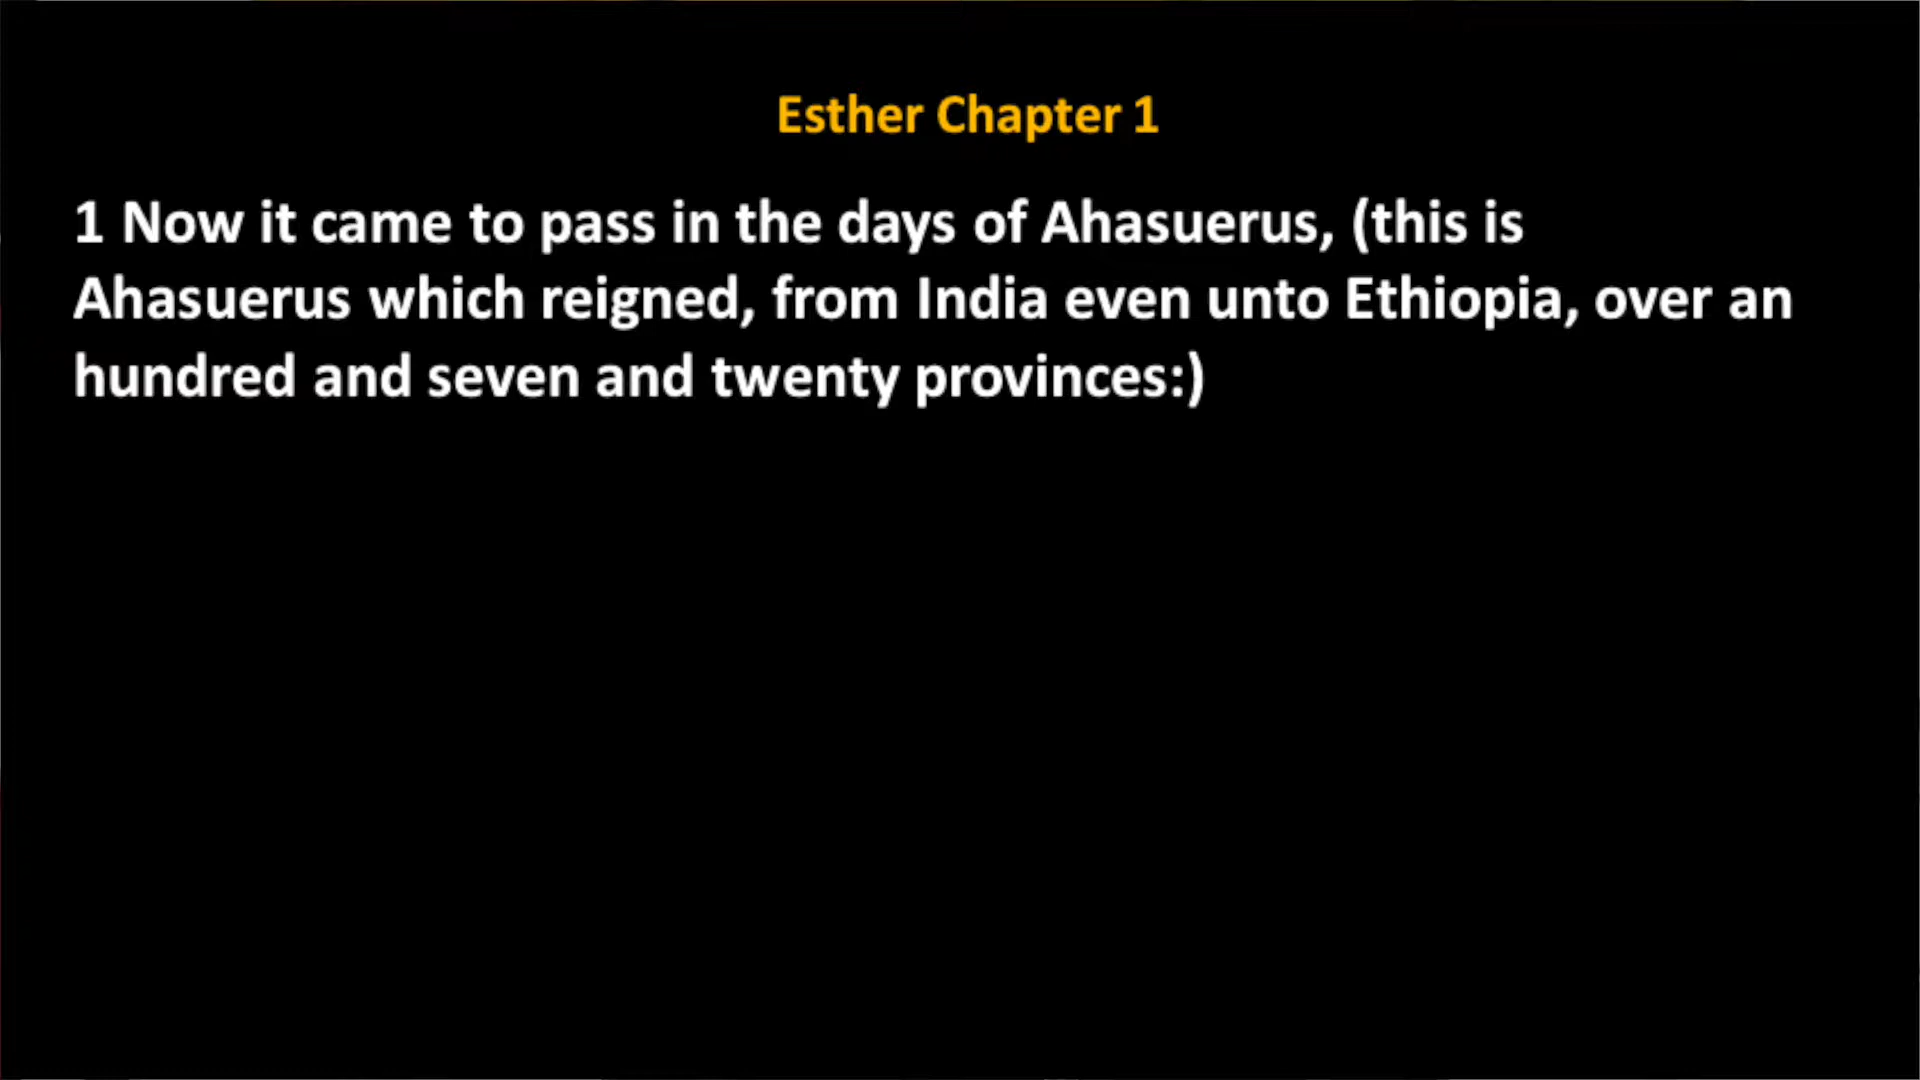 Esther Chapter 1
1 Now it came to pass in the days of Ahasuerus, (this is
Ahasuerus which reigned, from India even unto Ethiopia, over an
hundred and seven and twenty provinces:)